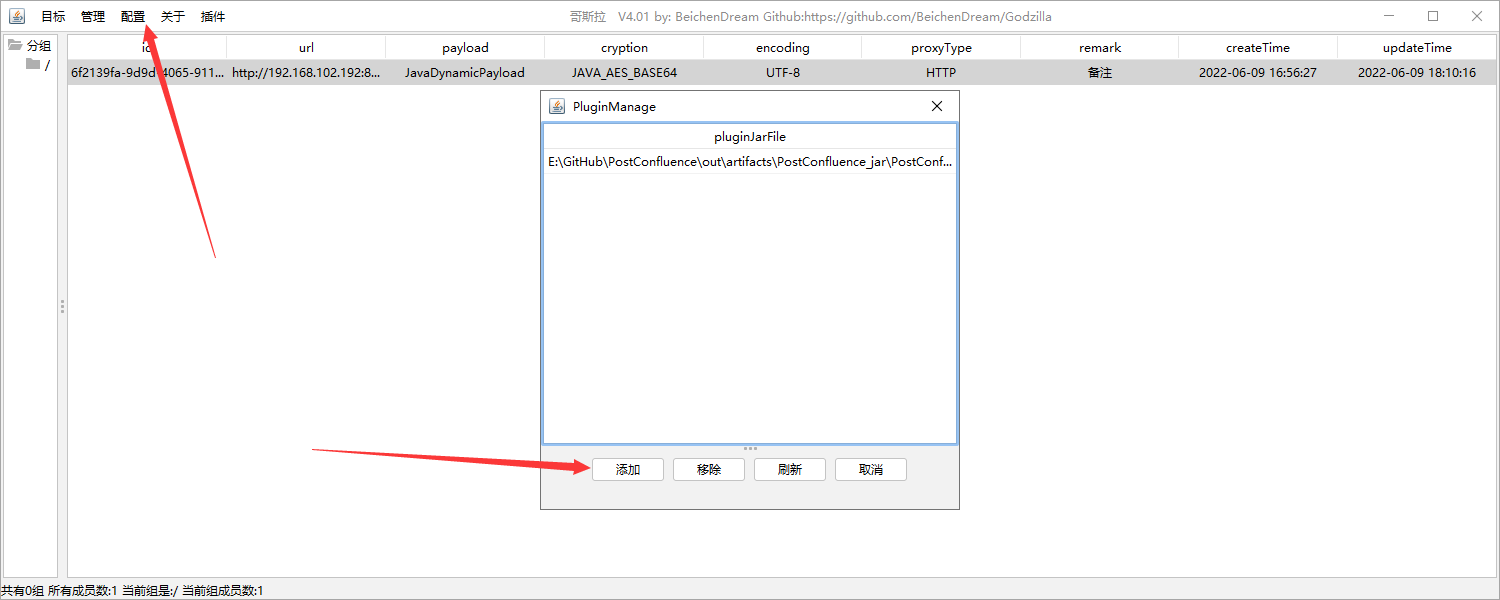 目标 管理 配置 关于 插件 哥斯拉 V4.01 by: BeichenDream Github:https://github.com/BeichenDream/Godzilla
分组
/
url payload cryption encoding proxyType remark createTime updateTime
6f2139fa-9d9d-4065-911... http://192.168.102.192:8... JavaDynamicPayload JAVA_AES_BASE64 UTF-8 HTTP 备注 2022-06-09 16:56:27 2022-06-09 18:10:16
PluginManage
pluginJarFile
E:\GitHub\PostConfluence\out\artifacts\PostConfluence_jar\PostConf...
添加 移除 刷新 取消
共有0组 所有成员数:1 当前组是:/ 当前组成员数:1